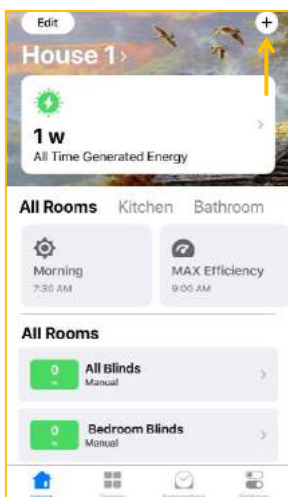 Edit
+
House 1 >
1 w
All Time Generated Energy
All Rooms Kitchen Bathroom
Morning MAX Efficiency
7:30 AM 9:00 AM
All Rooms
0 All Blinds
w Manual
0 Bedroom Blinds
w Manual